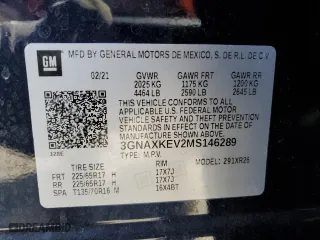 GM
MFD BY GENERAL MOTORS DE MEXICO, S. DE R.L. DE C.V.
02/21 GVWR GAWR FRT GAWR RR
2025 KG 1175 KG 1200 KG
4464 LB 2590 LB 2645 LB
THIS VEHICLE CONFORMS TO ALL
APPLICABLE U.S. FEDERAL MOTOR
VEHICLE SAFETY AND THEFT
PREVENTION STANDARDS IN EFFECT
ON THE DATE OF MANUFACTURE
SHOWN ABOVE.
3GNAXKEV2MS146289
TYPE: M.P.V. MODEL: 291XR26
TIRE SIZE RIM
FRT 225/65R17 H 17X7J
RR 225/65R17 H 17X7J
SPA T135/70R16 M 16X4BT